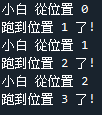 小白 從位置 0
跑到位置 1 了!
小白 從位置 1
跑到位置 2 了!
小白 從位置 2
跑到位置 3 了!